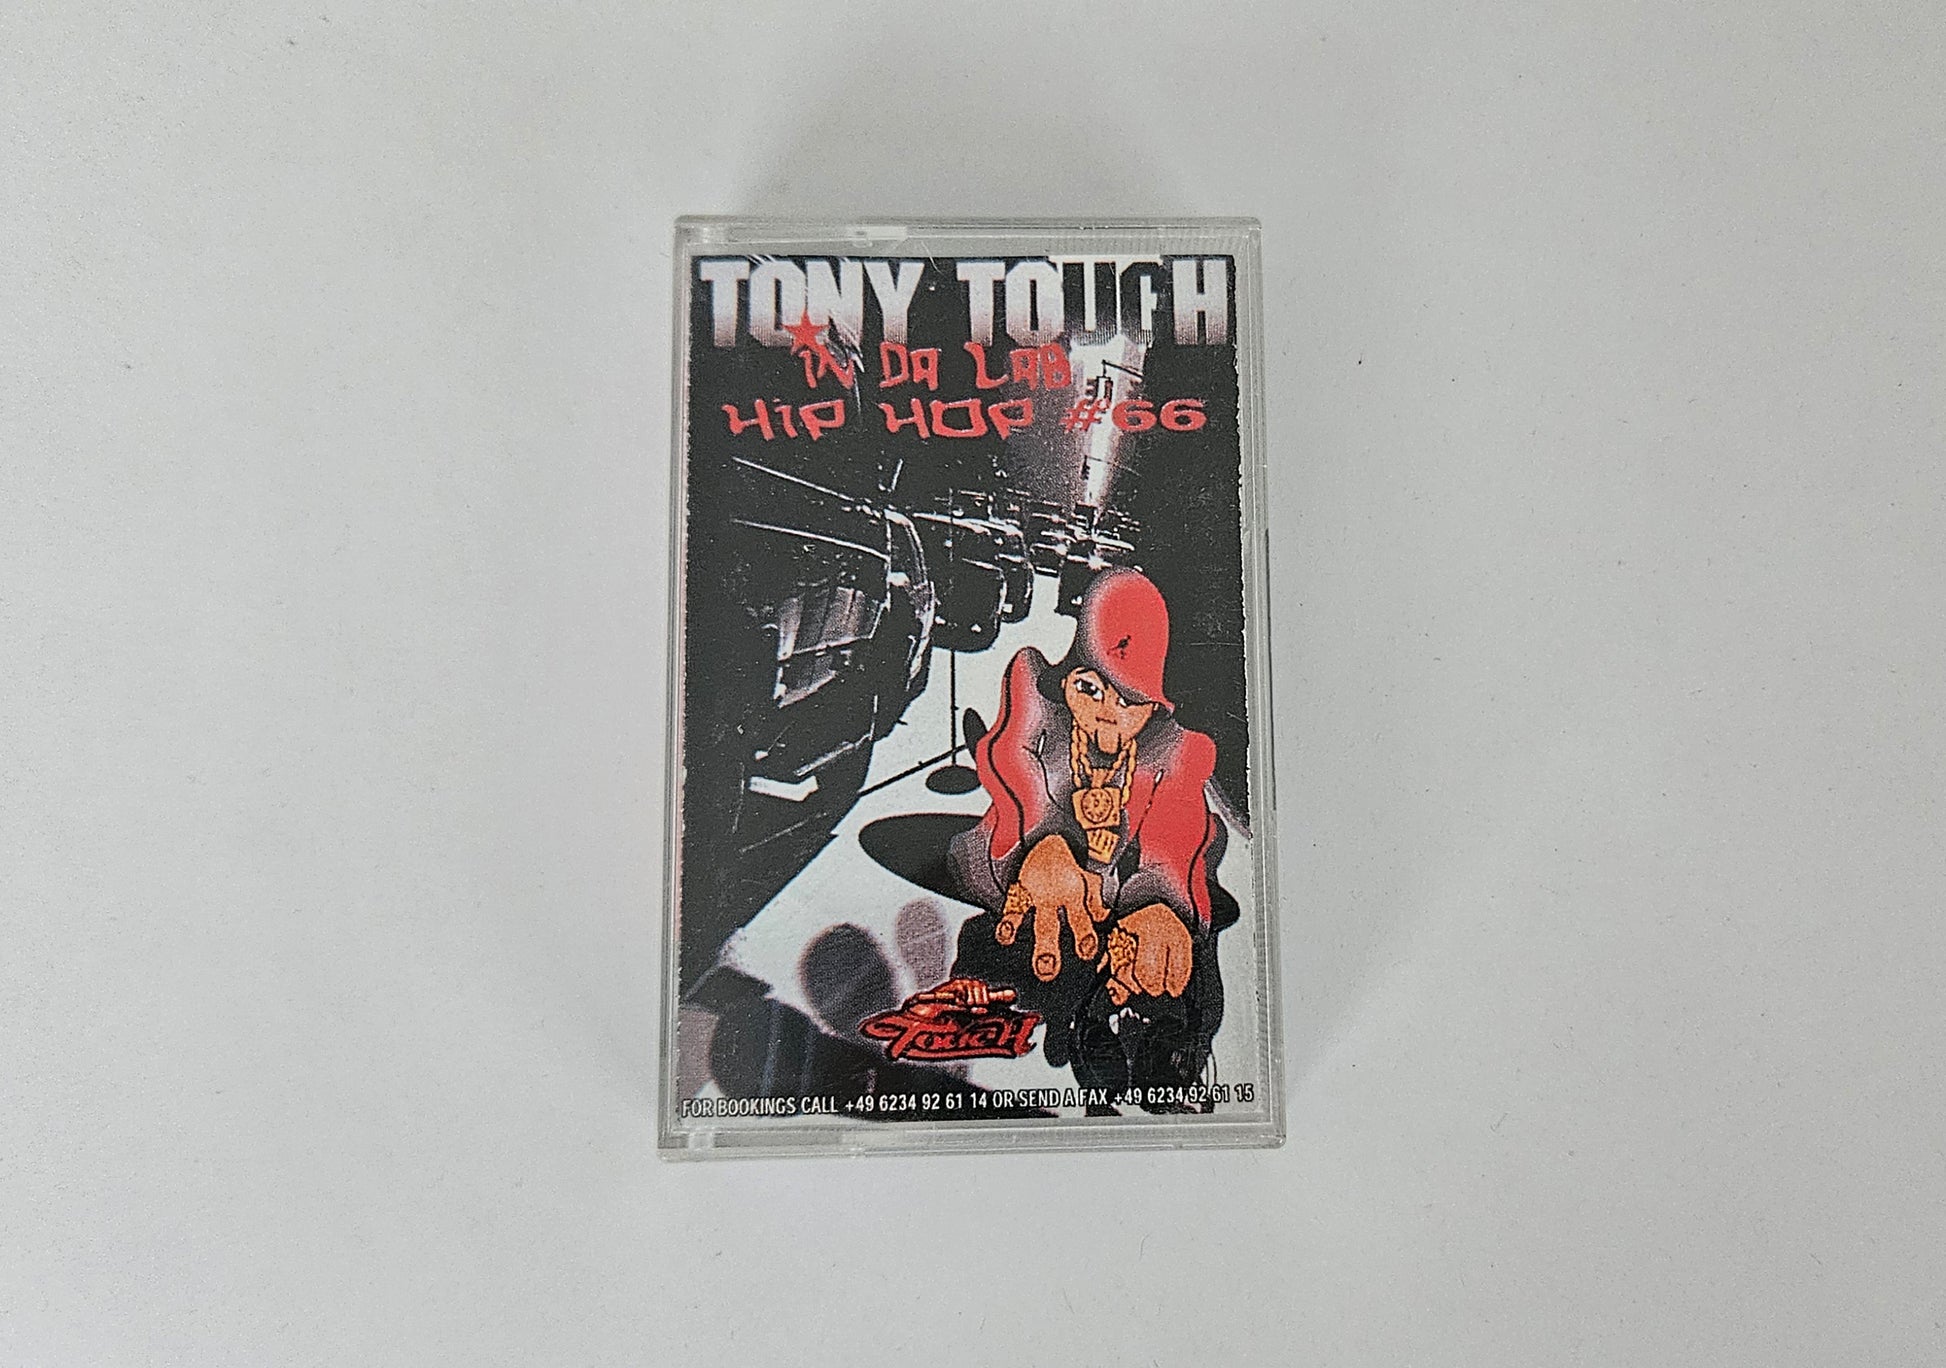 TONY TOUCH
iN DA LAB
HiP HOP #66
TOUCH
FOR BOOKINGS CALL +49 6234 92 61 14 OR SEND A FAX +49 6234 92 61 15